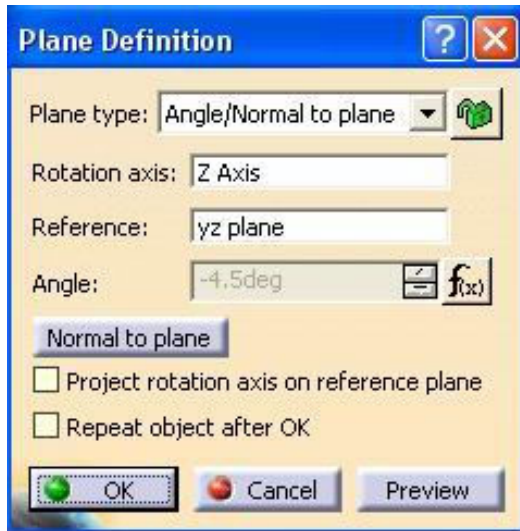 Plane Definition
Plane type: Angle/Normal to plane
Rotation axis: Z Axis
Reference: yz plane
Angle: -4,5deg f(x)
Normal to plane
Project rotation axis on reference plane
Repeat object after OK
OK Cancel Preview